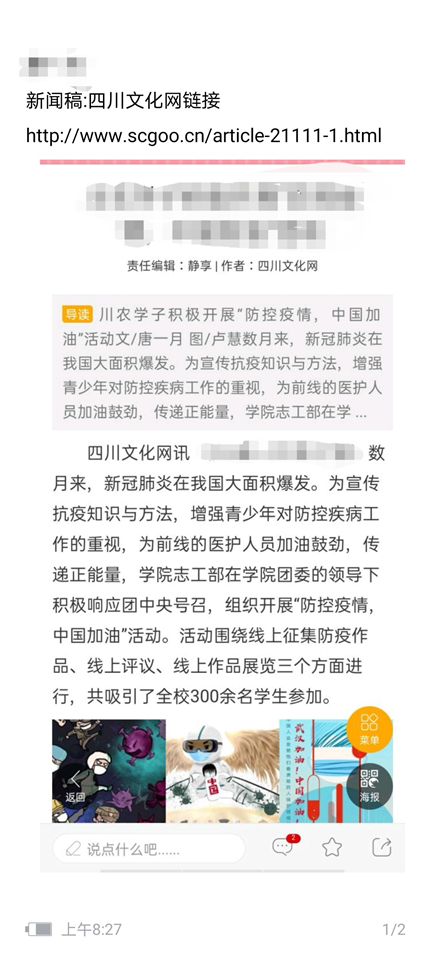 新闻稿:四川文化网链接
http://www.scgoo.cn/article-21111-1.html
责任编辑：静享 | 作者：四川文化网
导读 川农学子积极开展“防控疫情，中国加
油”活动文/唐一月 图/卢慧数月来，新冠肺炎在
我国大面积爆发。为宣传抗疫知识与方法，增强
青少年对防控疾病工作的重视，为前线的医护人
员加油鼓劲，传递正能量，学院志工部在学 ...
四川文化网讯 数
月来，新冠肺炎在我国大面积爆发。为宣传
抗疫知识与方法，增强青少年对防控疾病工
作的重视，为前线的医护人员加油鼓劲，传
递正能量，学院志工部在学院团委的领导下
积极响应团中央号召，组织开展“防控疫情，
中国加油”活动。活动围绕线上征集防疫作
品、线上评议、线上作品展览三个方面进
行，共吸引了全校300余名学生参加。
中国
武汉加油！中国加油！
菜单
返回
海报
说点什么吧......
2
上午8:27
1/2